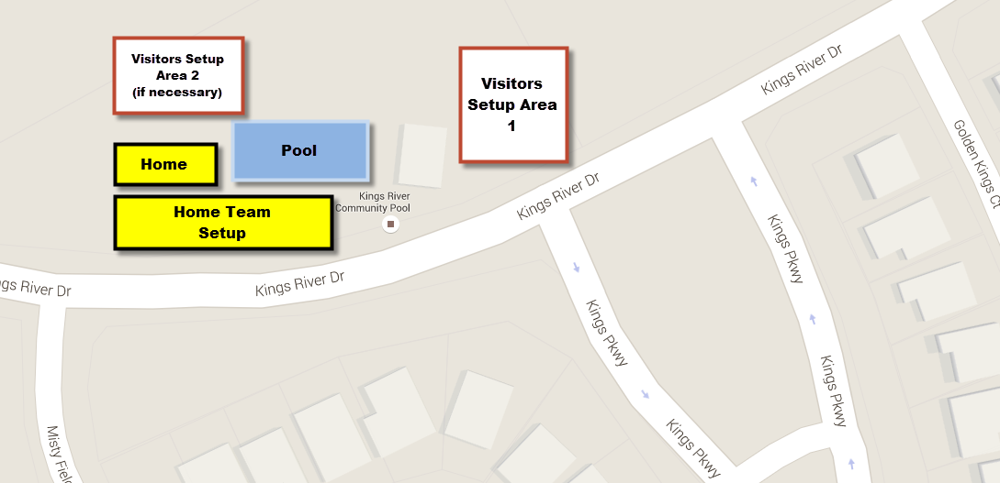 Visitors Setup
Area 2
(if necessary)
Visitors
Setup Area
1
Pool
Home
Home Team
Setup
Kings River
Community Pool
Kings River Dr
Kings River Dr
Kings River Dr
gs River Dr
Golden Kings Ct
Kings Pkwy
Kings Pkwy
Kings Pkwy
Kings Pkwy
Misty Field